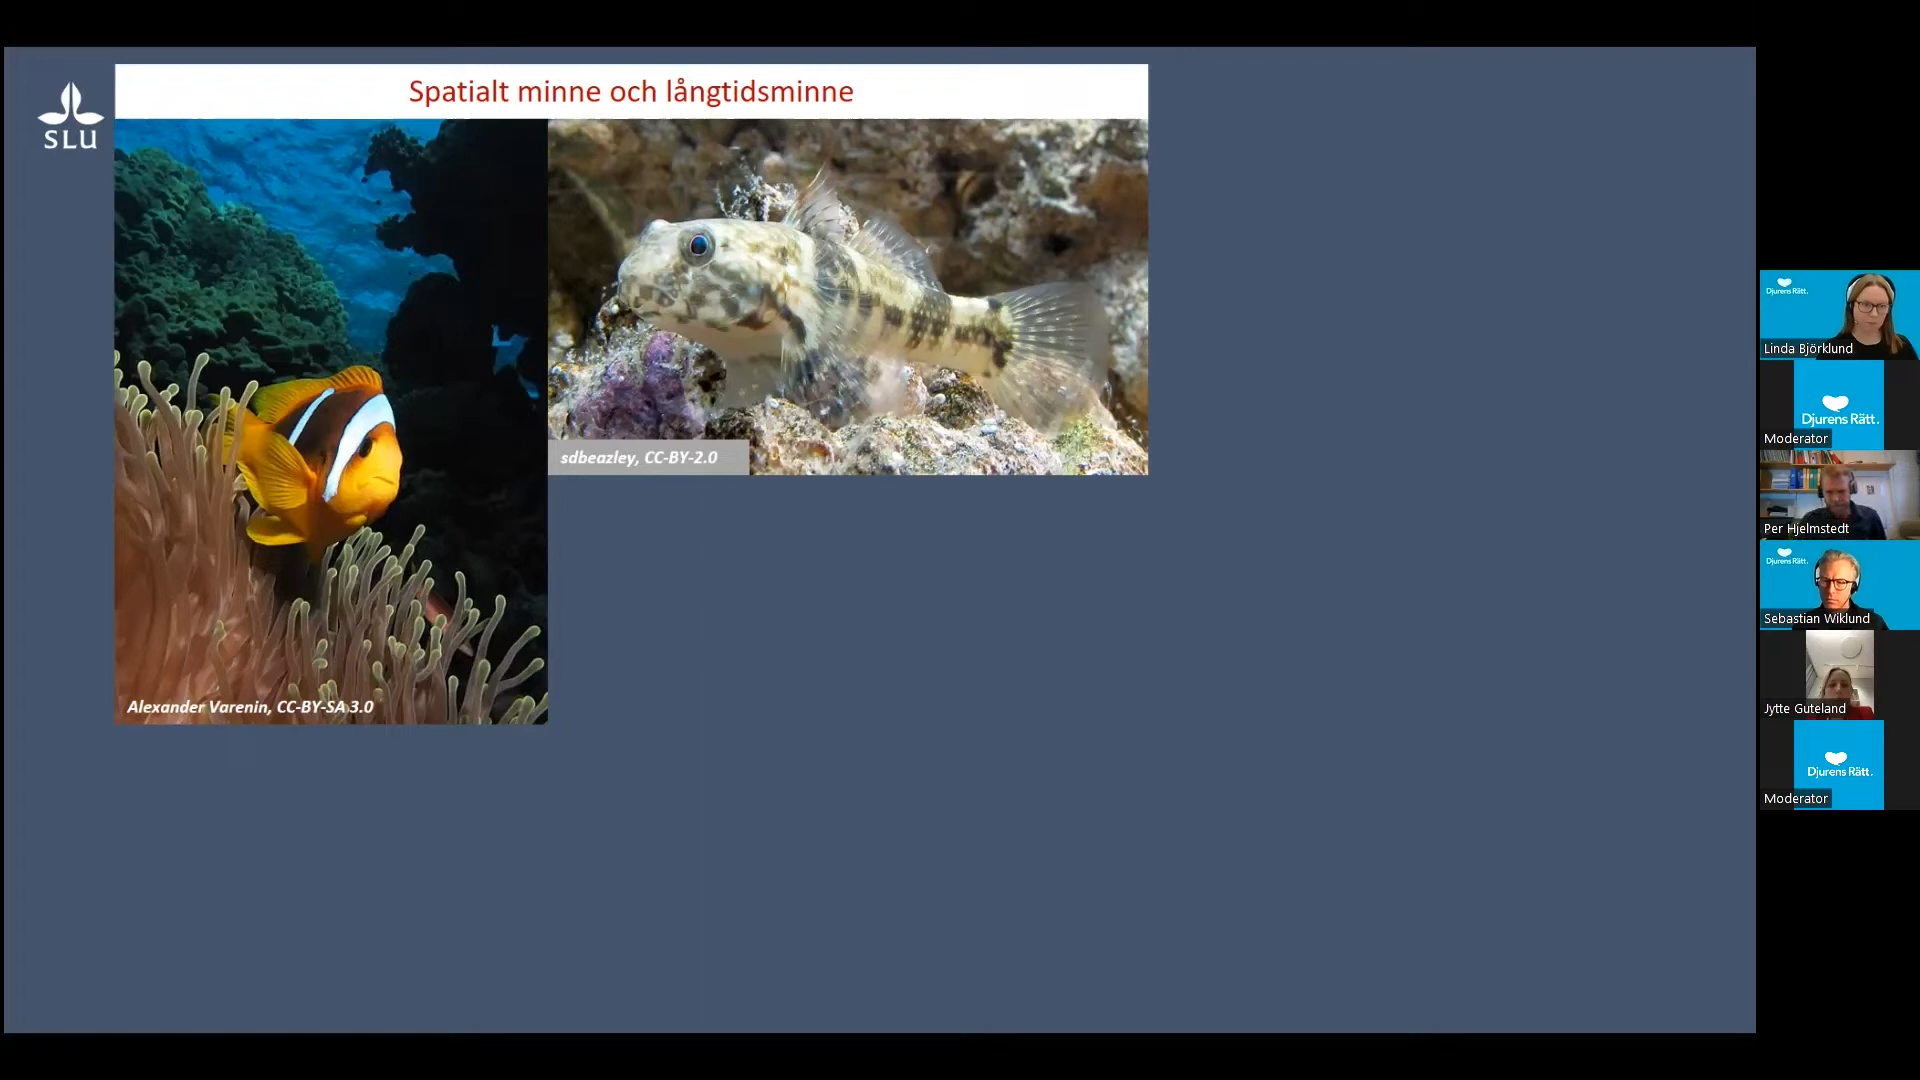 SLU
Spatialt minne och långtidsminne
sdbeazley, CC-BY-2.0
Alexander Varenin, CC-BY-SA 3.0
Djurens Rätt.
Linda Björklund
Djurens Rätt.
Moderator
Per Hjelmstedt
Djurens Rätt.
Sebastian Wiklund
Jytte Guteland
Djurens Rätt.
Moderator